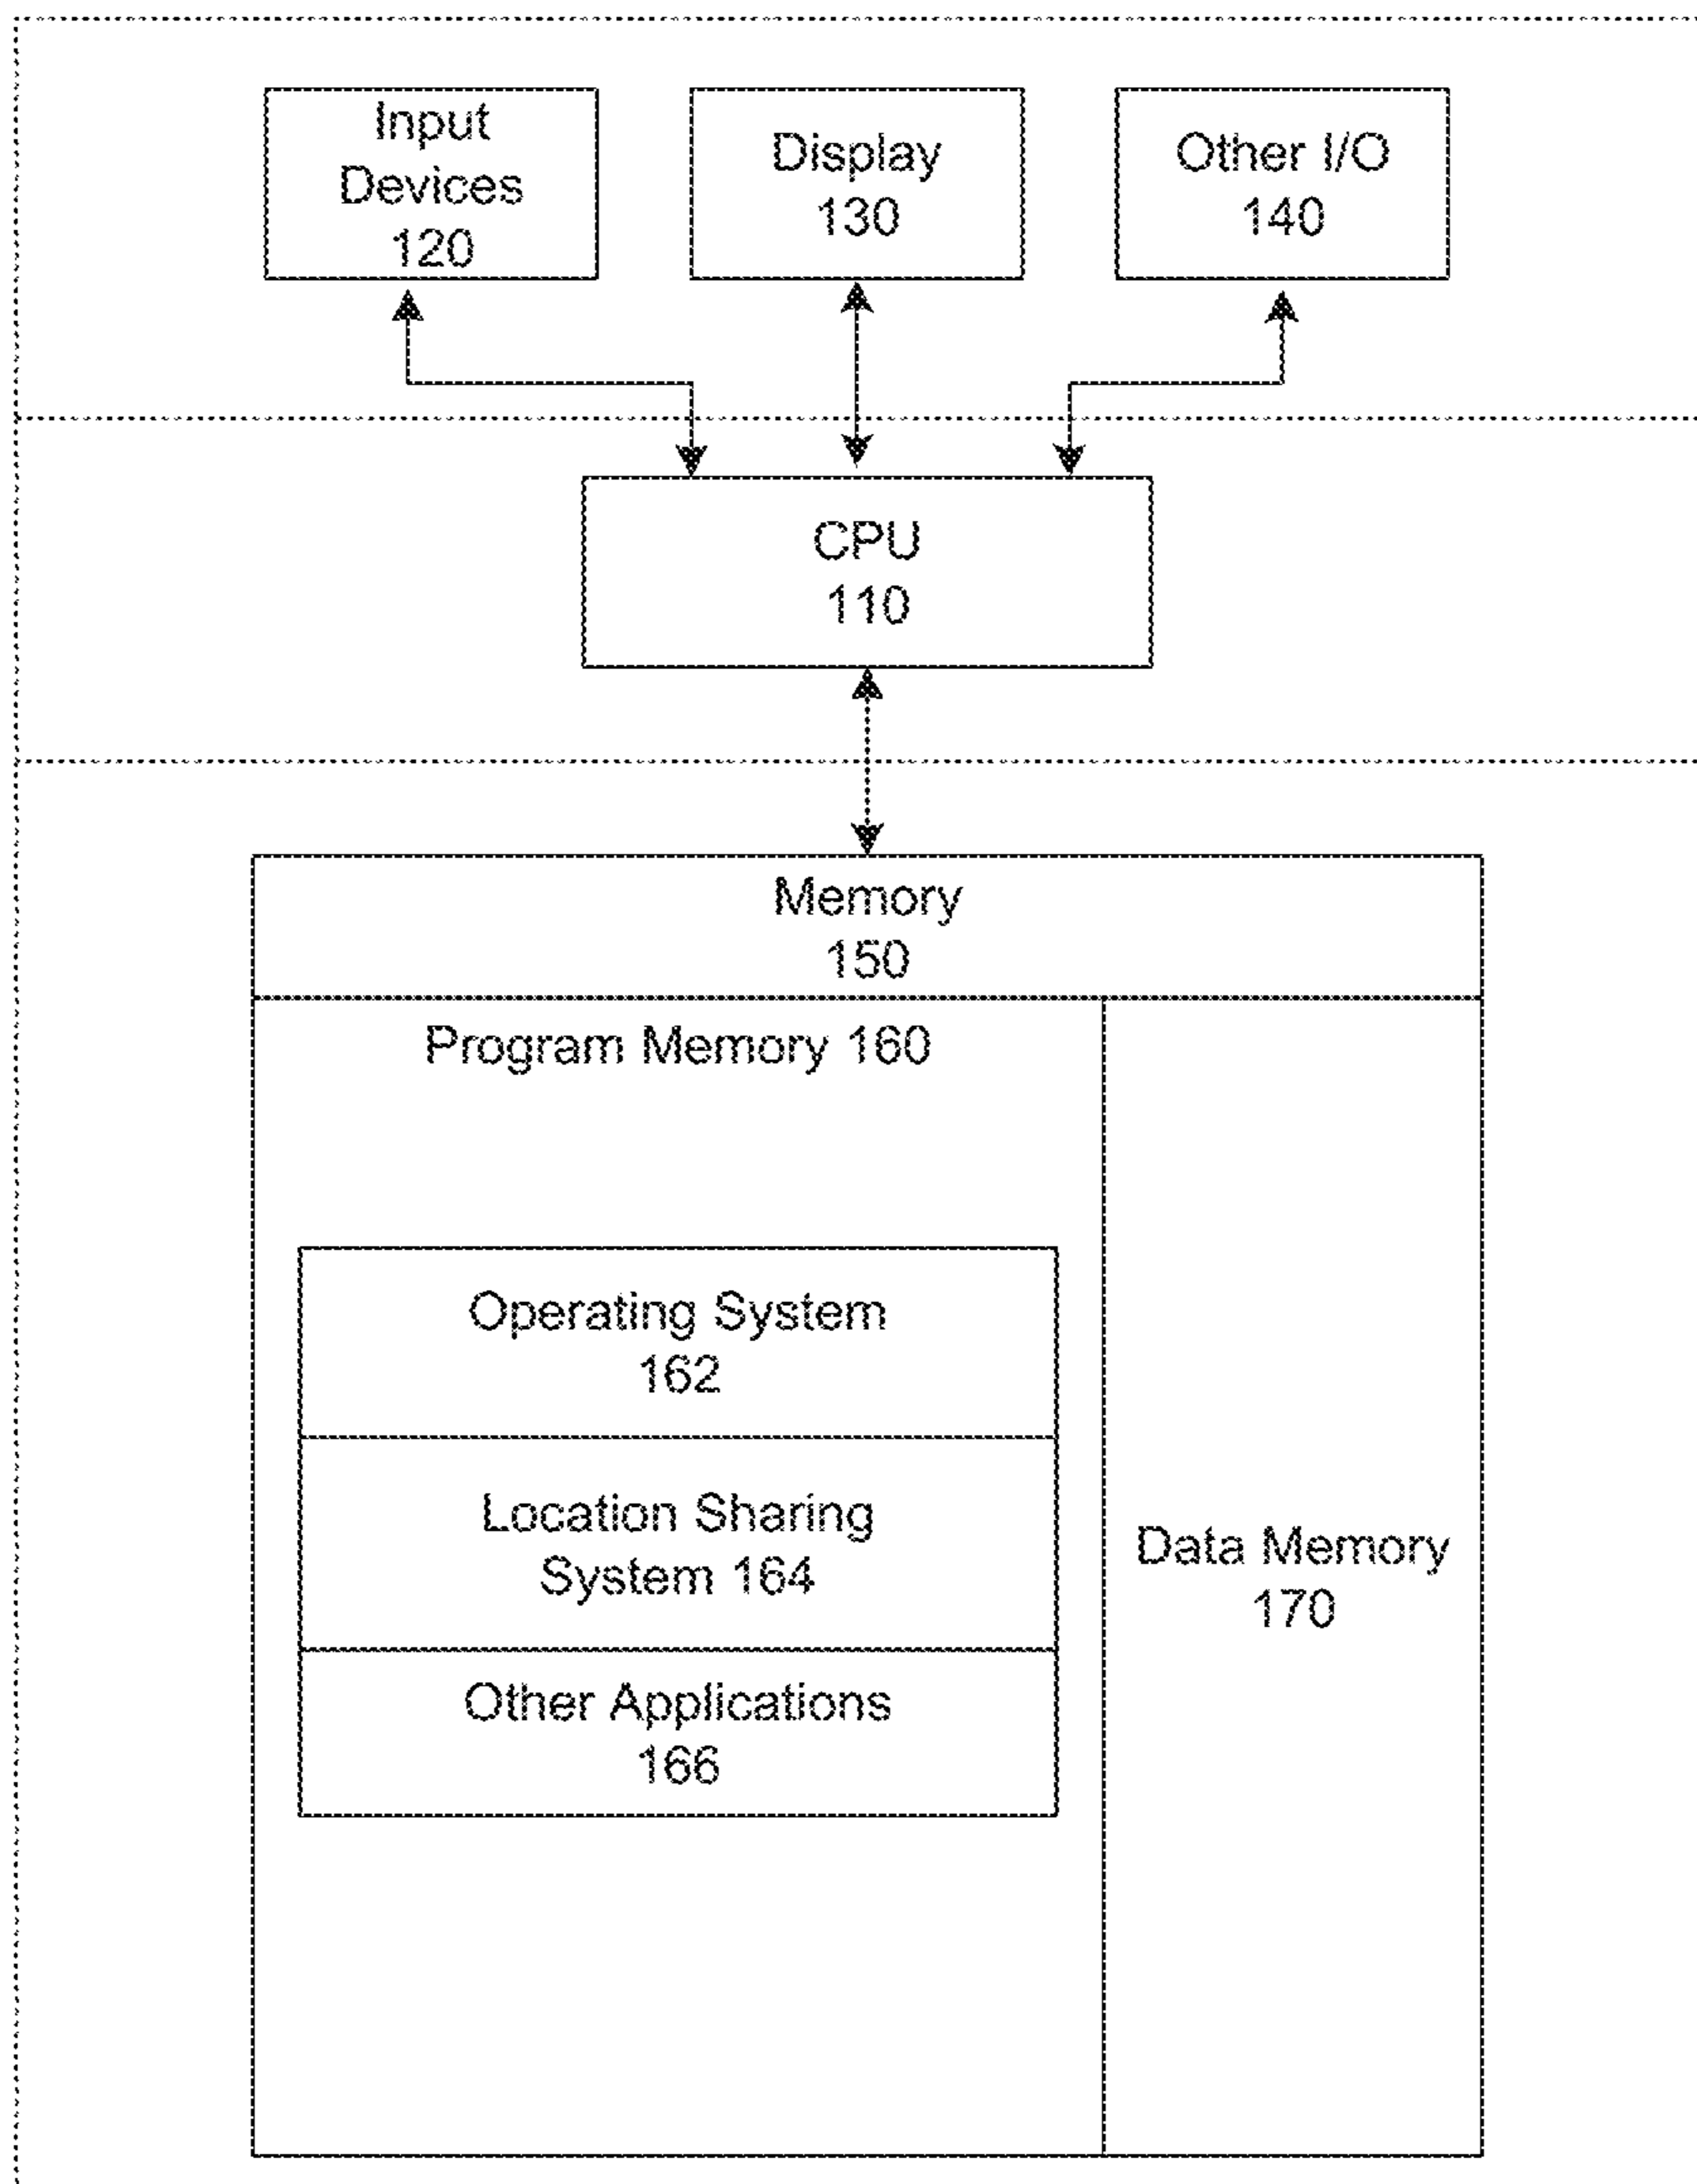 Input
Devices
120
Display
130
Other I/O
140
CPU
110
Memory
150
Program Memory 160
Operating System
162
Location Sharing
System 164
Other Applications
166
Data Memory
170